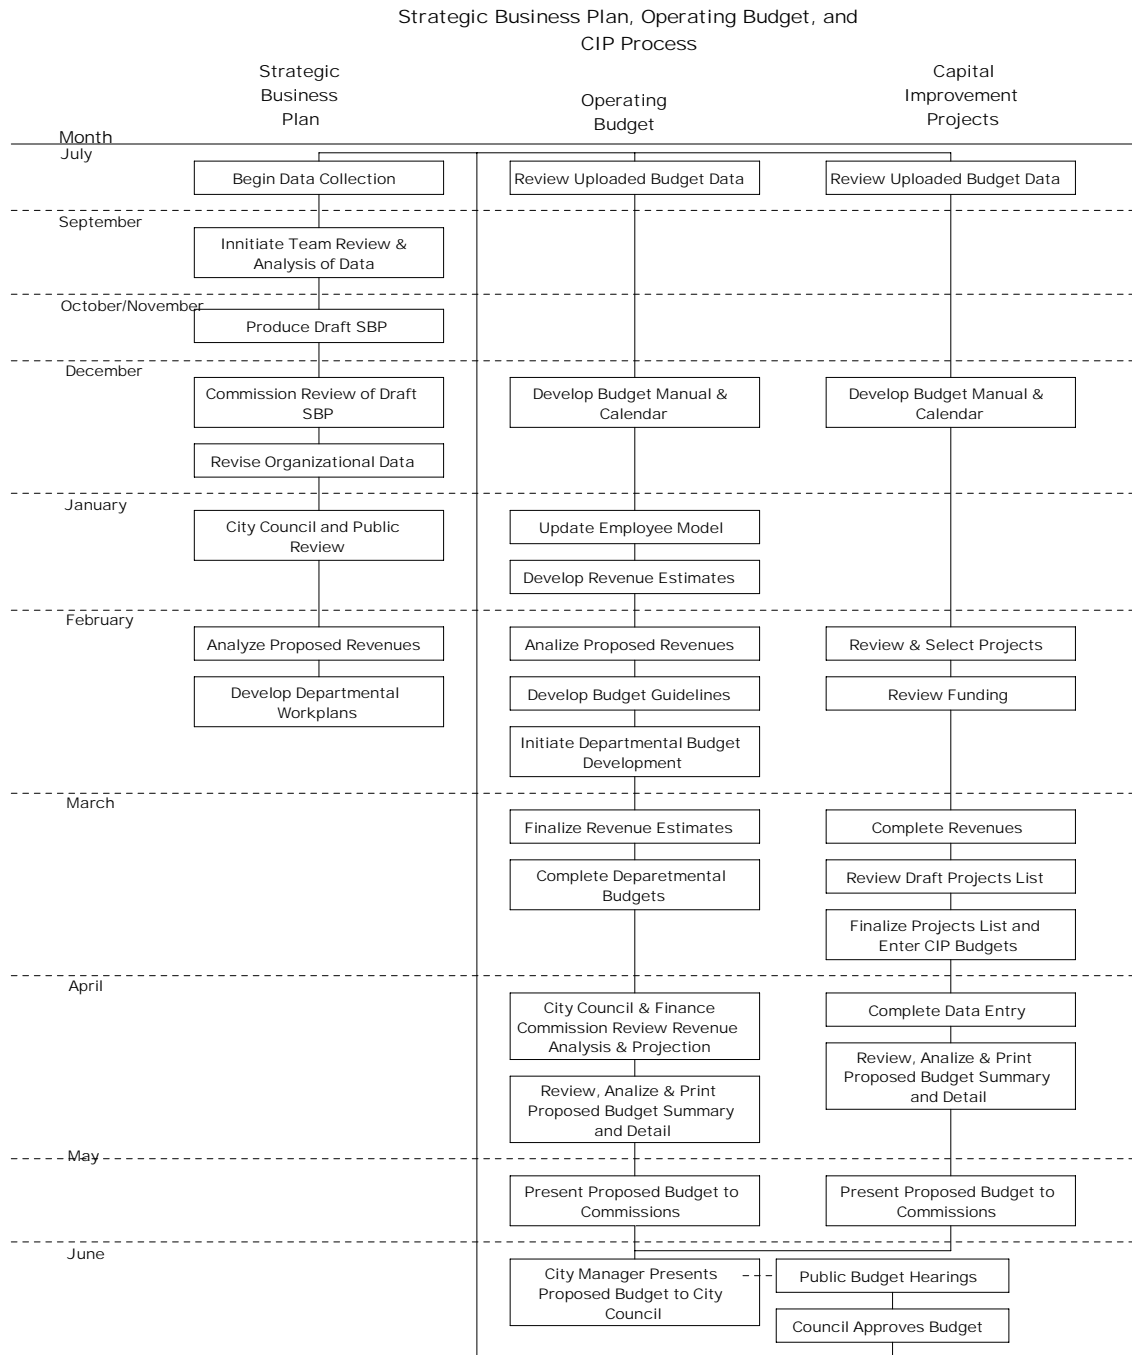 Strategic Business Plan, Operating Budget, and
CIP Process
Strategic
Business
Plan
Operating
Budget
Capital
Improvement
Projects
Month
July
Begin Data Collection
Review Uploaded Budget Data
Review Uploaded Budget Data
September
Innitiate Team Review &
Analysis of Data
October/November
Produce Draft SBP
December
Commission Review of Draft
SBP
Develop Budget Manual &
Calendar
Develop Budget Manual &
Calendar
Revise Organizational Data
January
City Council and Public
Review
Update Employee Model
Develop Revenue Estimates
February
Analyze Proposed Revenues
Analize Proposed Revenues
Review & Select Projects
Develop Departmental
Workplans
Develop Budget Guidelines
Review Funding
Initiate Departmental Budget
Development
March
Finalize Revenue Estimates
Complete Revenues
Complete Deparetmental
Budgets
Review Draft Projects List
Finalize Projects List and
Enter CIP Budgets
April
City Council & Finance
Commission Review Revenue
Analysis & Projection
Complete Data Entry
Review, Analize & Print
Proposed Budget Summary
and Detail
Review, Analize & Print
Proposed Budget Summary
and Detail
May
Present Proposed Budget to
Commissions
Present Proposed Budget to
Commissions
June
City Manager Presents
Proposed Budget to City
Council
Public Budget Hearings
Council Approves Budget